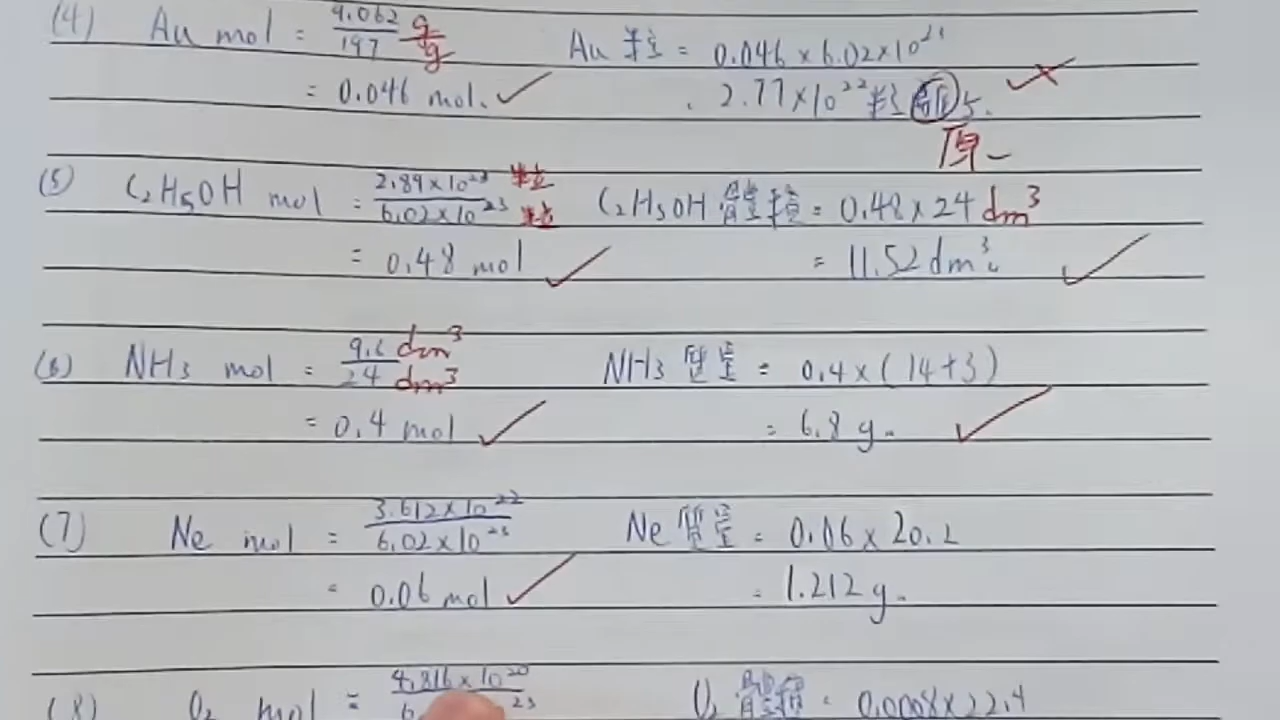 (4) Au mol = 9.062/197 g/g Au 粒 = 0.046 × 6.02×10²³
= 0.046 mol. 2.77×10²² 粒
原
(5) C₂H₅OH mol = 2.89×10²³ 粒/6.02×10²³ 粒 C₂H₅OH 體積 = 0.48×24 dm³
= 0.48 mol = 11.52 dm³
(6) NH3 mol = 9.6 dm³/24 dm³ NH3 質量 = 0.4×(14+3)
= 0.4 mol = 6.8 g.
(7) Ne mol = 3.612×10²²/6.02×10²³ Ne 質量 = 0.06×20.2
= 0.06 mol = 1.212 g.
(8) O₂ mol = 4.816×10²⁰/6 23 O₂ 體積 = 0.0008×22.4